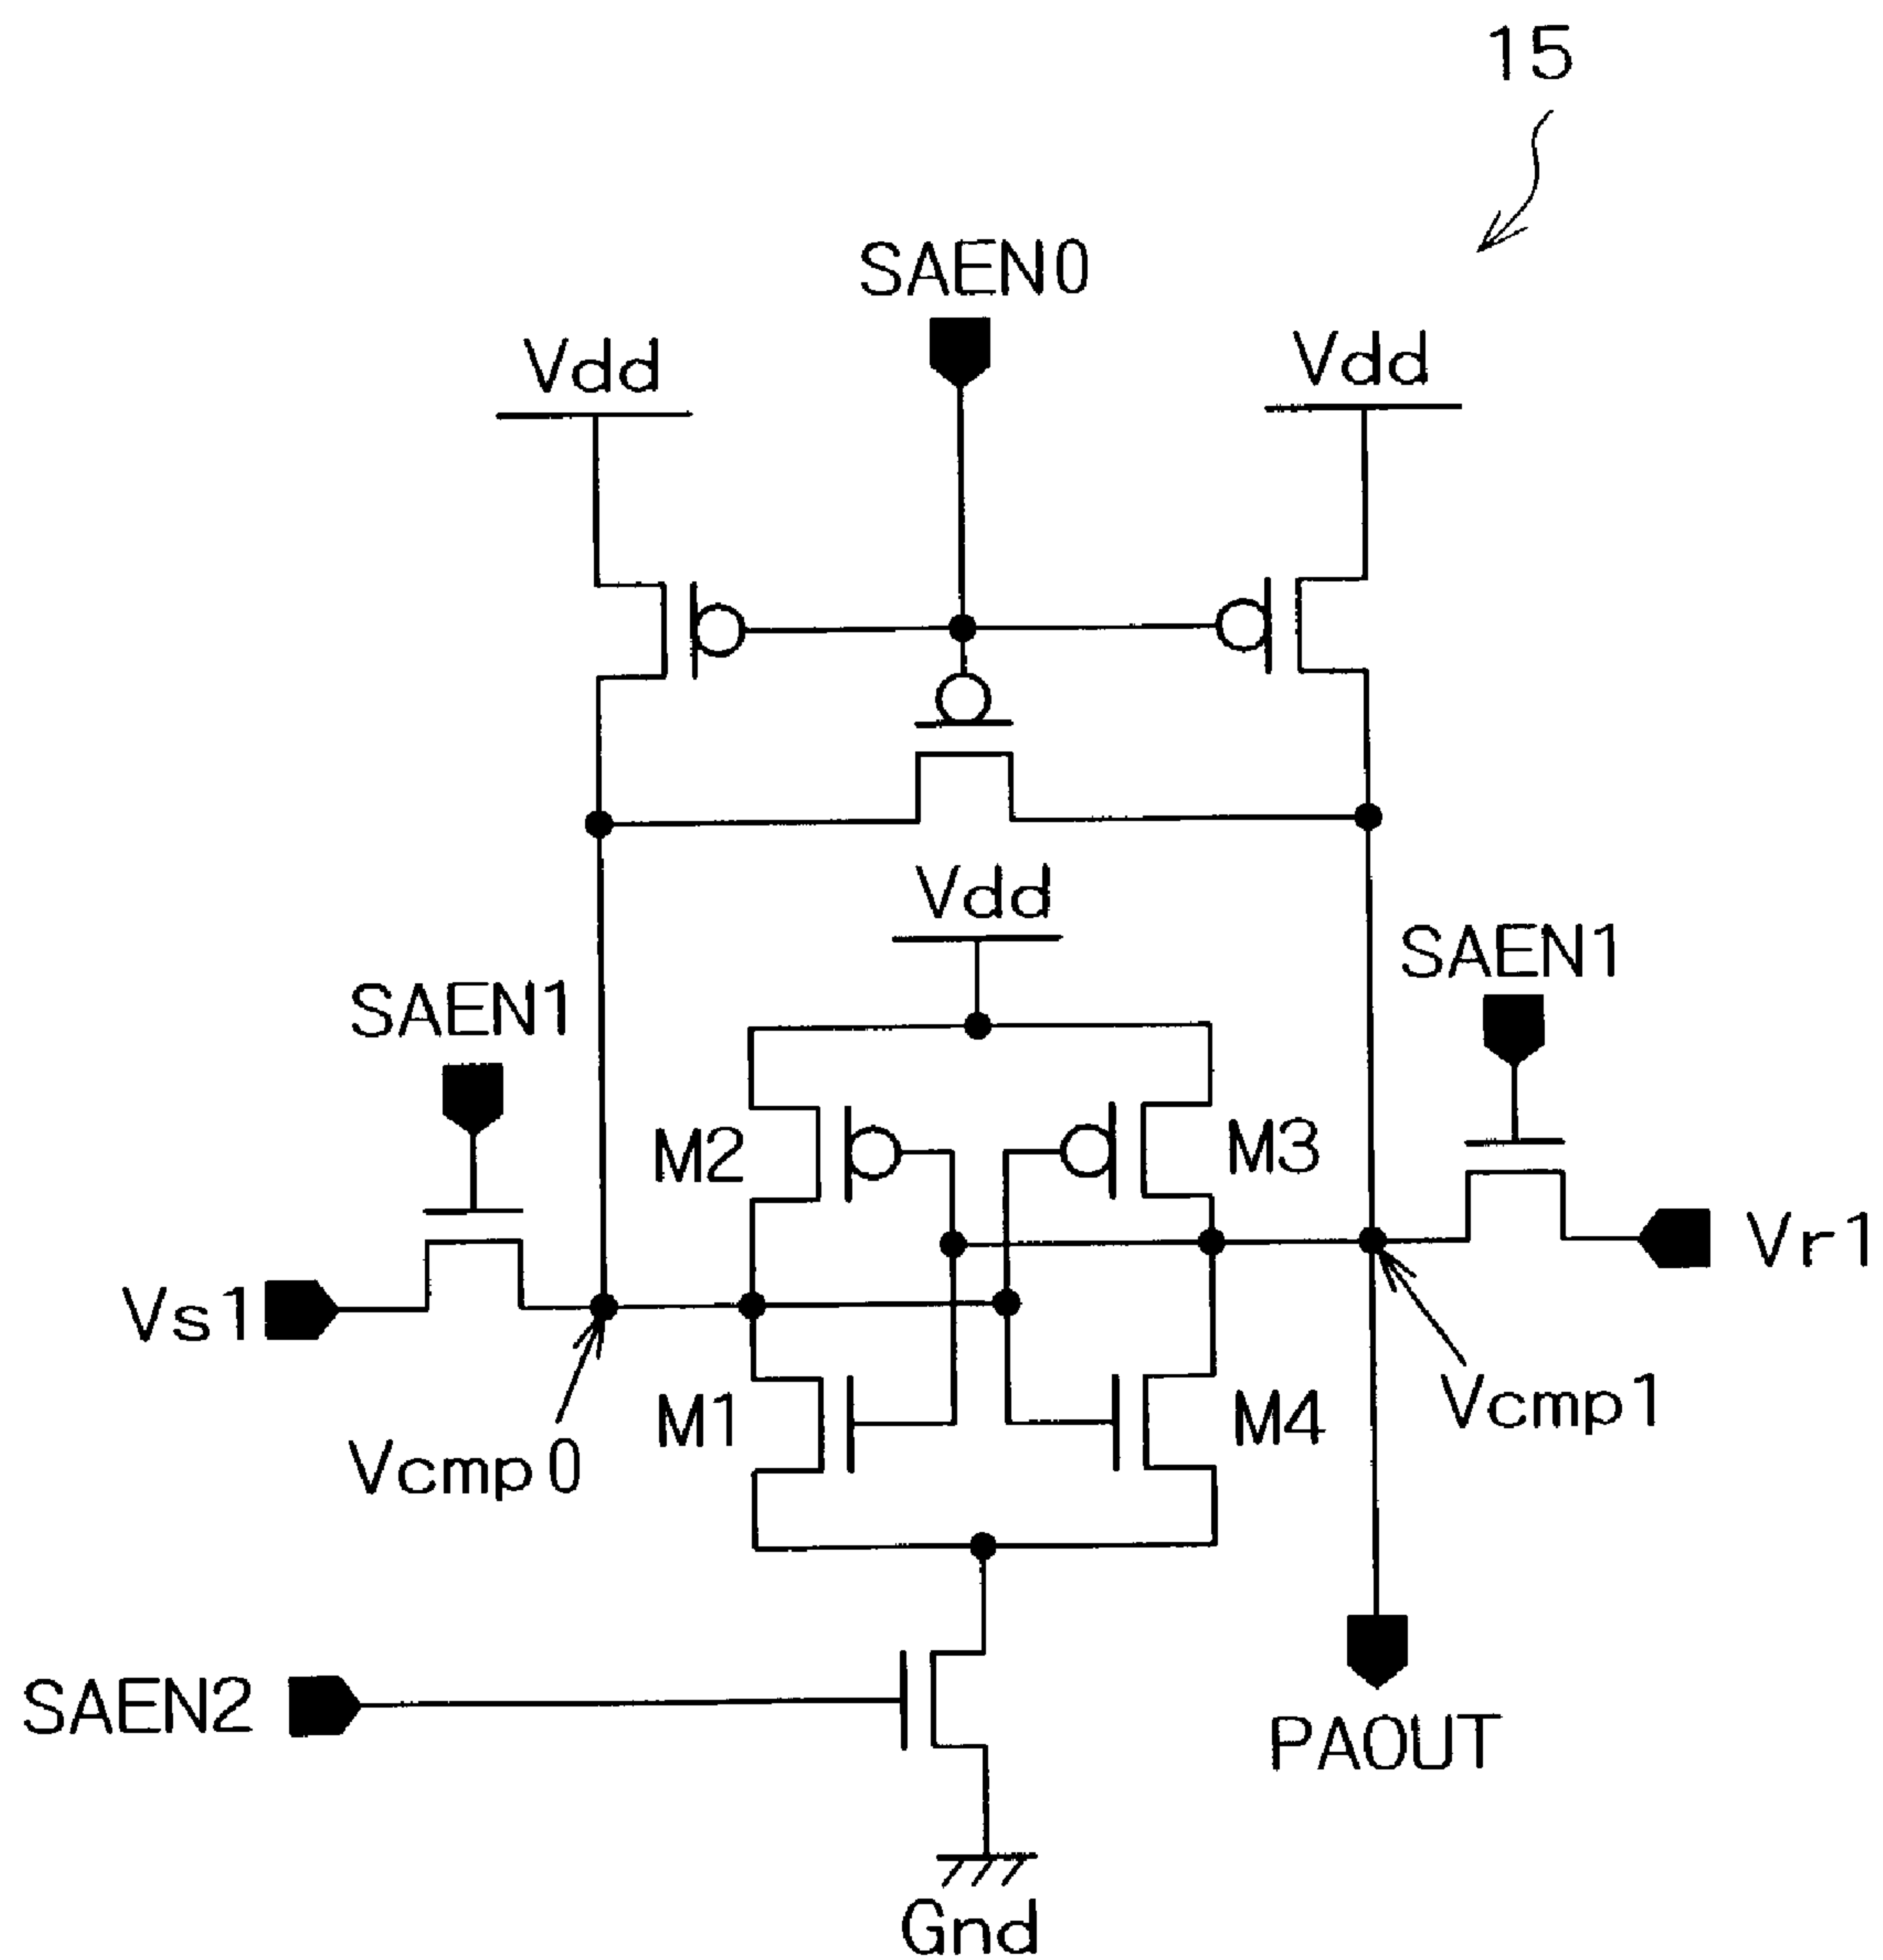 15
SAEN0
Vdd
Vdd
Vdd
SAEN1
SAEN1
M2
M3
Vs1
Vr1
M1
M4
Vcmp0
Vcmp1
SAEN2
PAOUT
Gnd